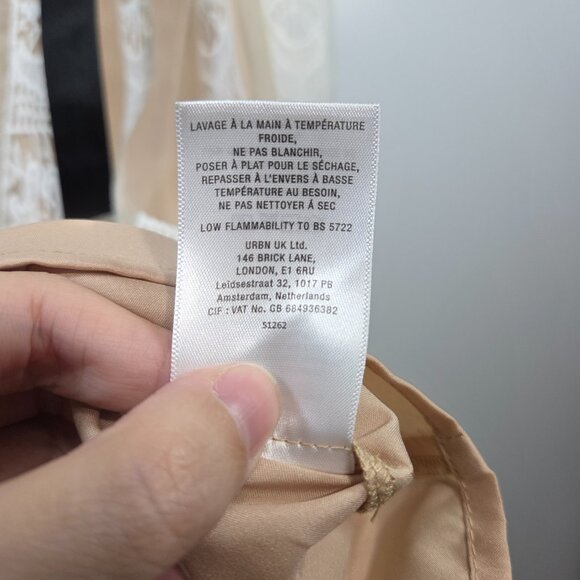 LAVAGE À LA MAIN À TEMPÉRATURE
FROIDE,
NE PAS BLANCHIR,
POSER À PLAT POUR LE SÉCHAGE,
REPASSER À L'ENVERS À BASSE
TEMPÉRATURE AU BESOIN,
NE PAS NETTOYER À SEC
LOW FLAMMABILITY TO BS 5722
URBN UK Ltd.
146 BRICK LANE,
LONDON, E1 6RU
Leidsestraat 32, 1017 PB
Amsterdam, Netherlands
CIF : VAT No. GB 684936382
51262